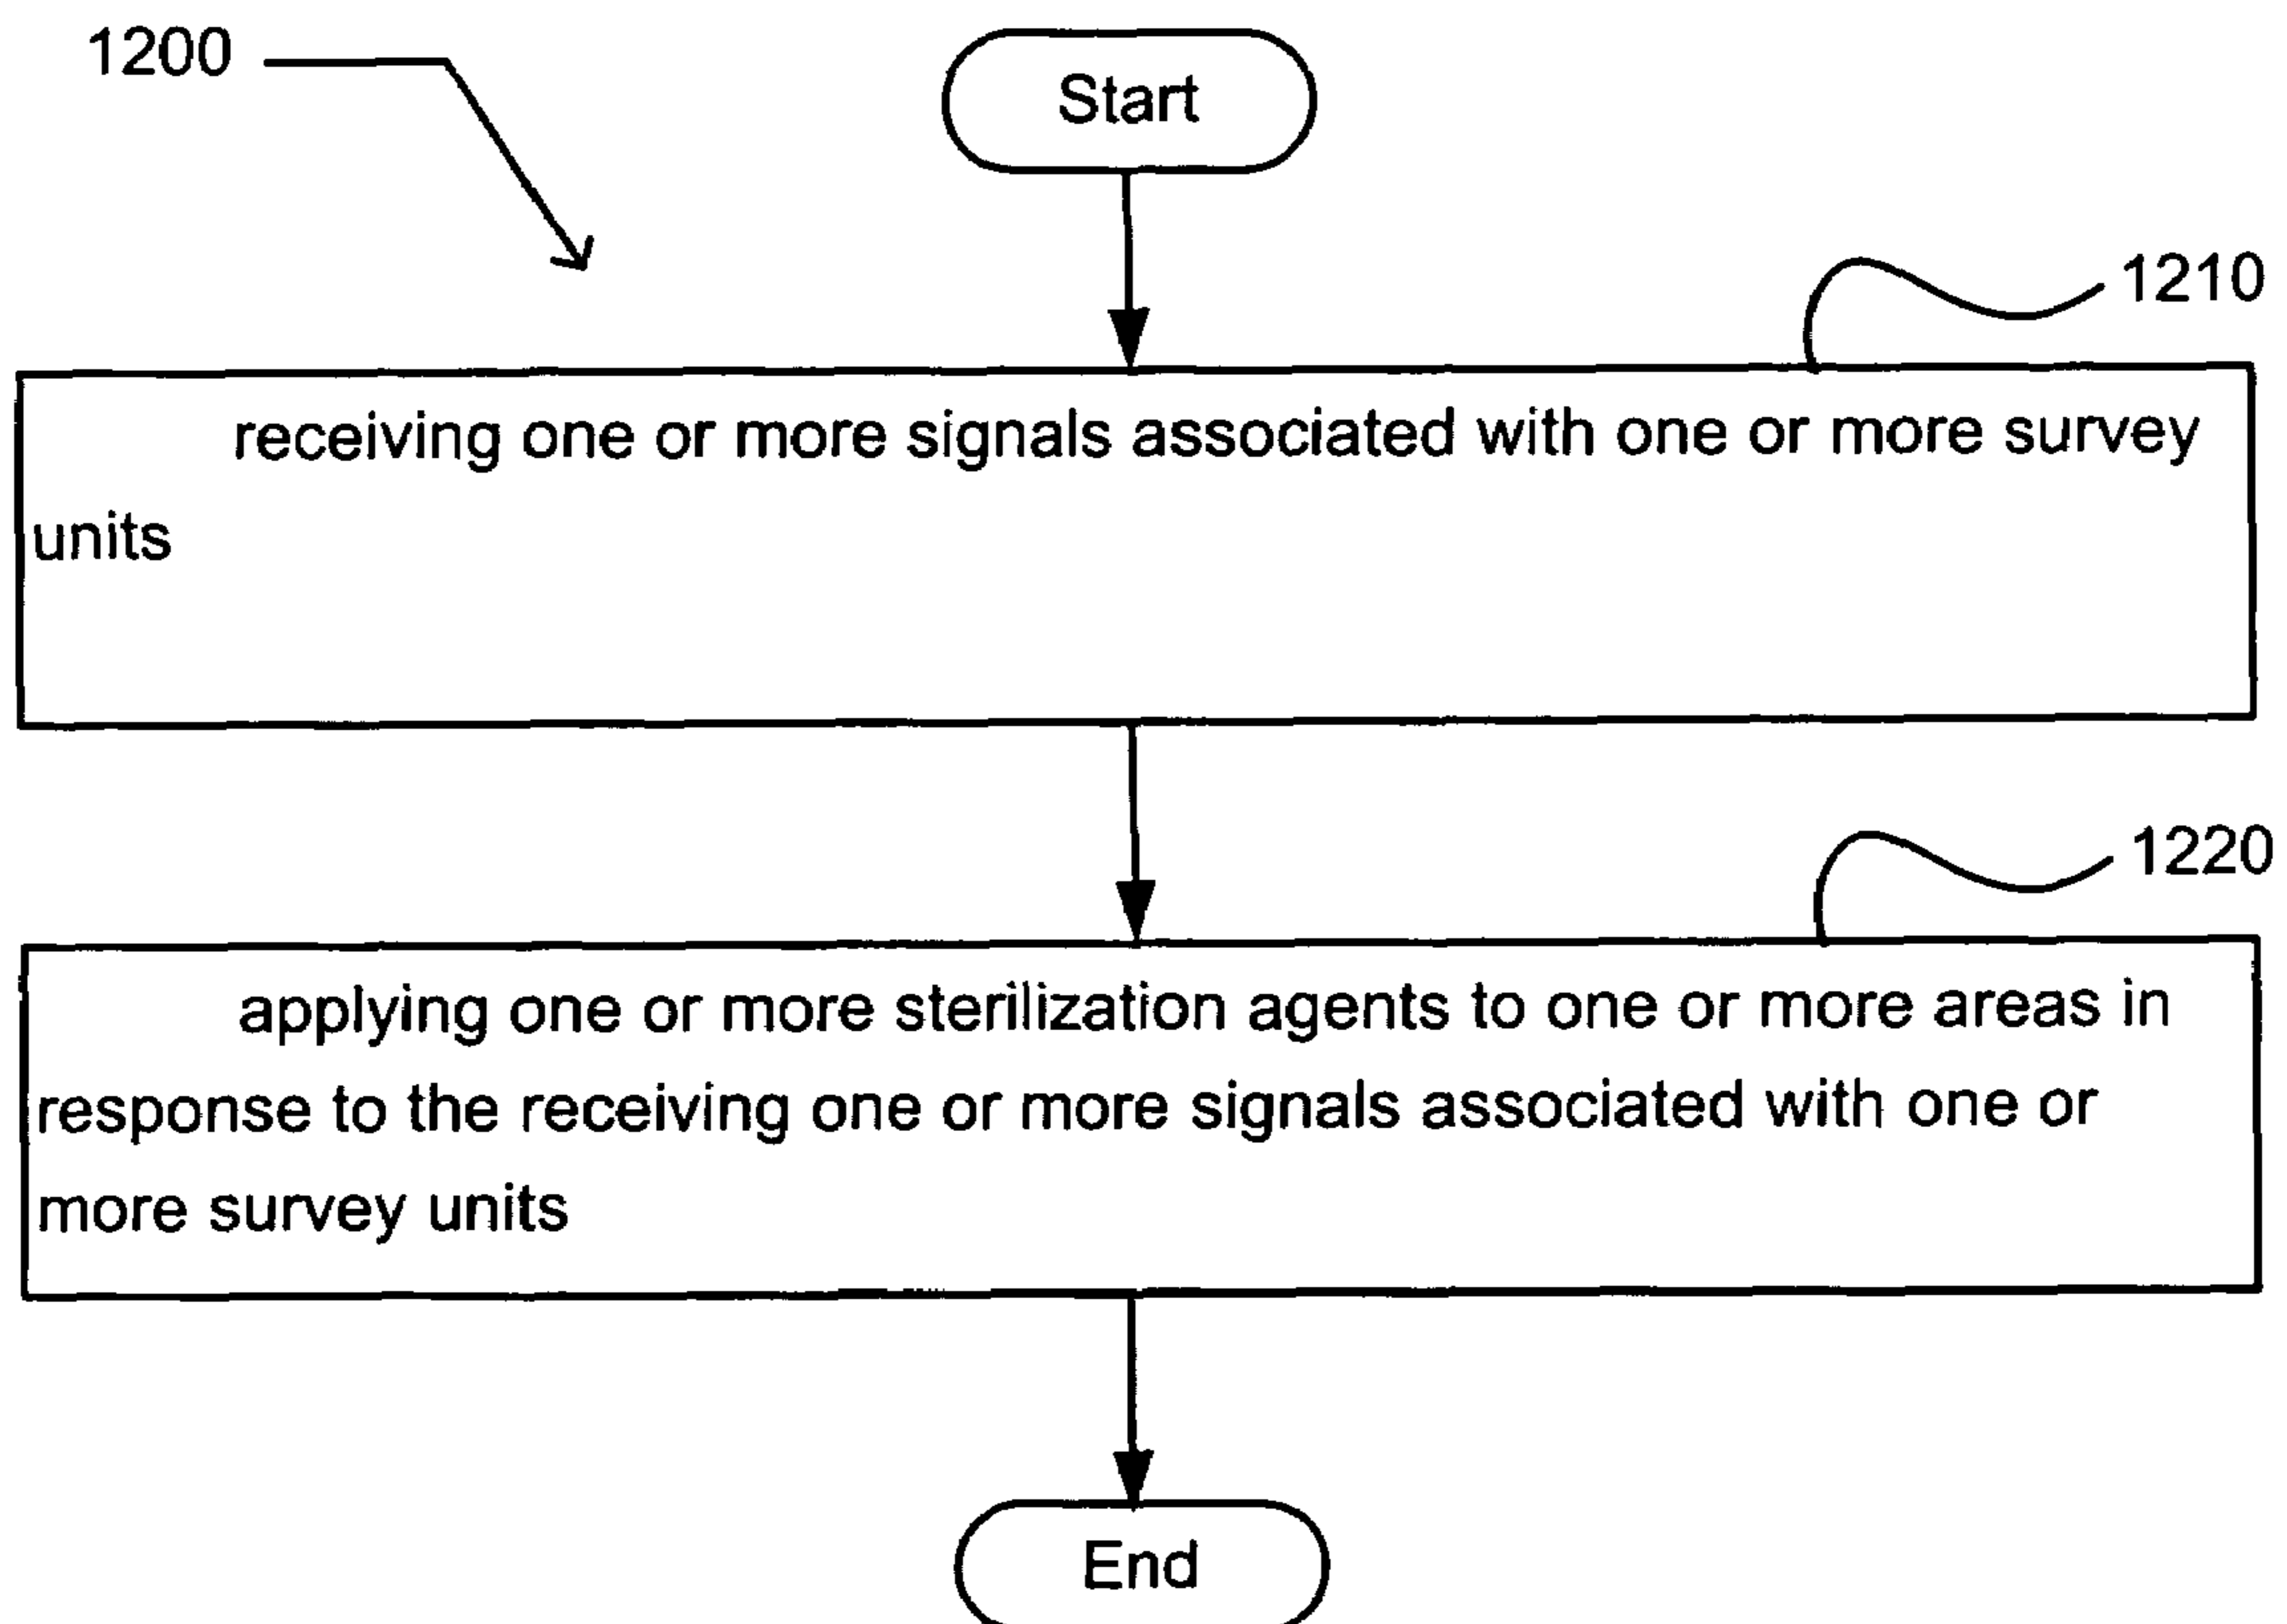 1200
Start
1210
receiving one or more signals associated with one or more survey
units
1220
applying one or more sterilization agents to one or more areas in
response to the receiving one or more signals associated with one or
more survey units
End